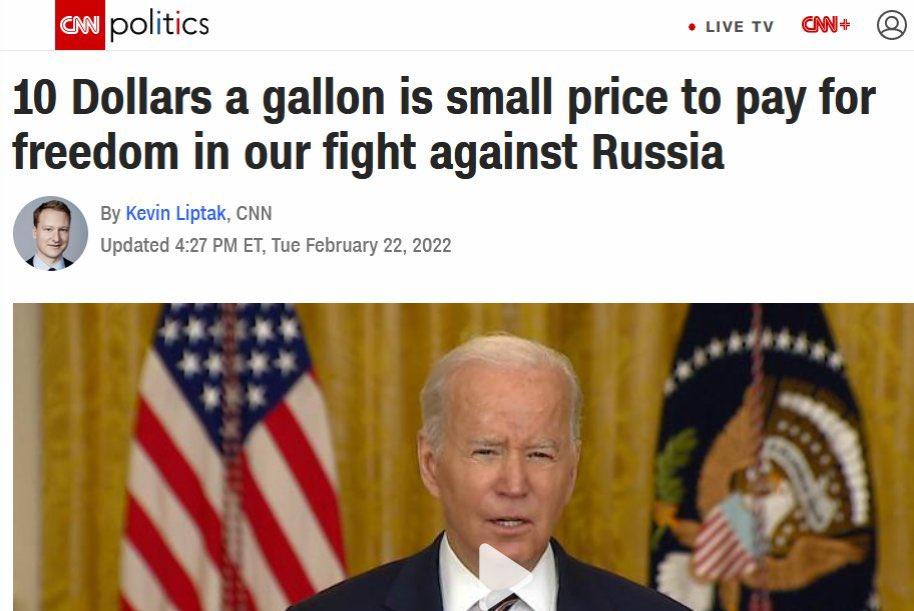 CNN politics
• LIVE TV CNN+
10 Dollars a gallon is small price to pay for
freedom in our fight against Russia
By Kevin Liptak, CNN
Updated 4:27 PM ET, Tue February 22, 2022